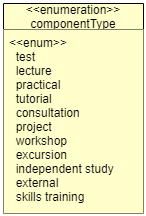 <<enumeration>>
componentType
<<enum>>
test
lecture
practical
tutorial
consultation
project
workshop
excursion
independent study
external
skills training